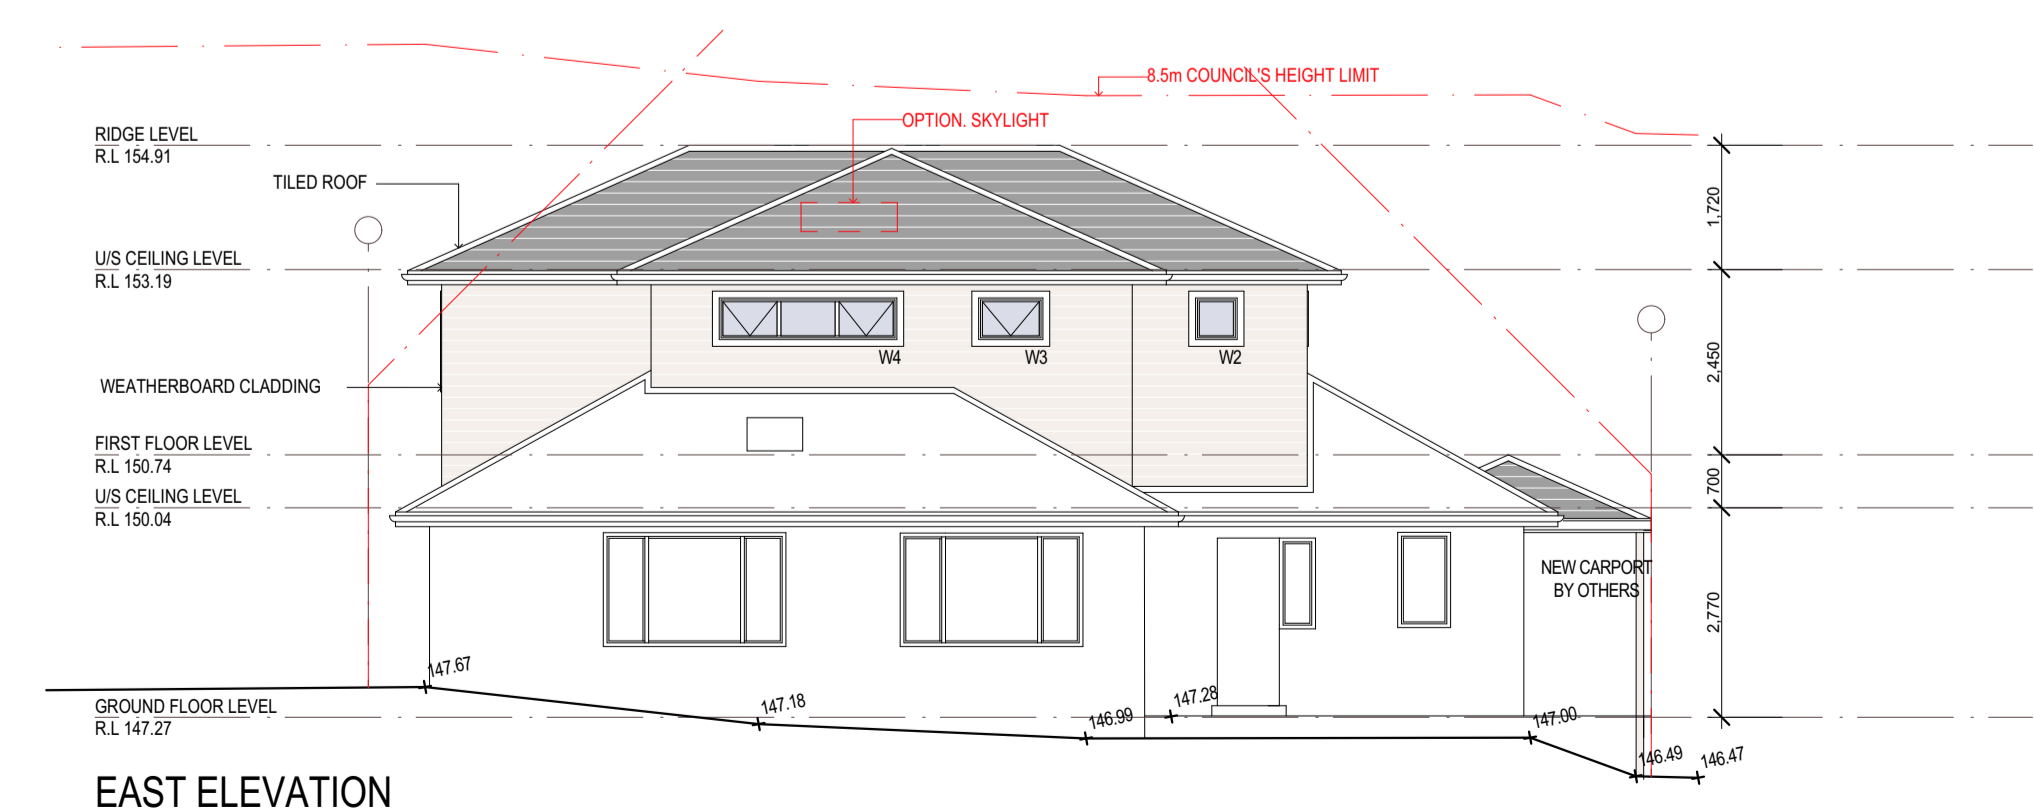 8.5m COUNCIL'S HEIGHT LIMIT
OPTION. SKYLIGHT
RIDGE LEVEL
R.L 154.91
TILED ROOF
1,720
U/S CEILING LEVEL
R.L 153.19
W4
W3
W2
2,450
WEATHERBOARD CLADDING
FIRST FLOOR LEVEL
R.L 150.74
700
U/S CEILING LEVEL
R.L 150.04
NEW CARPORT
BY OTHERS
2,770
147.67
147.18
146.99
147.28
147.00
146.49
146.47
GROUND FLOOR LEVEL
R.L 147.27
EAST ELEVATION